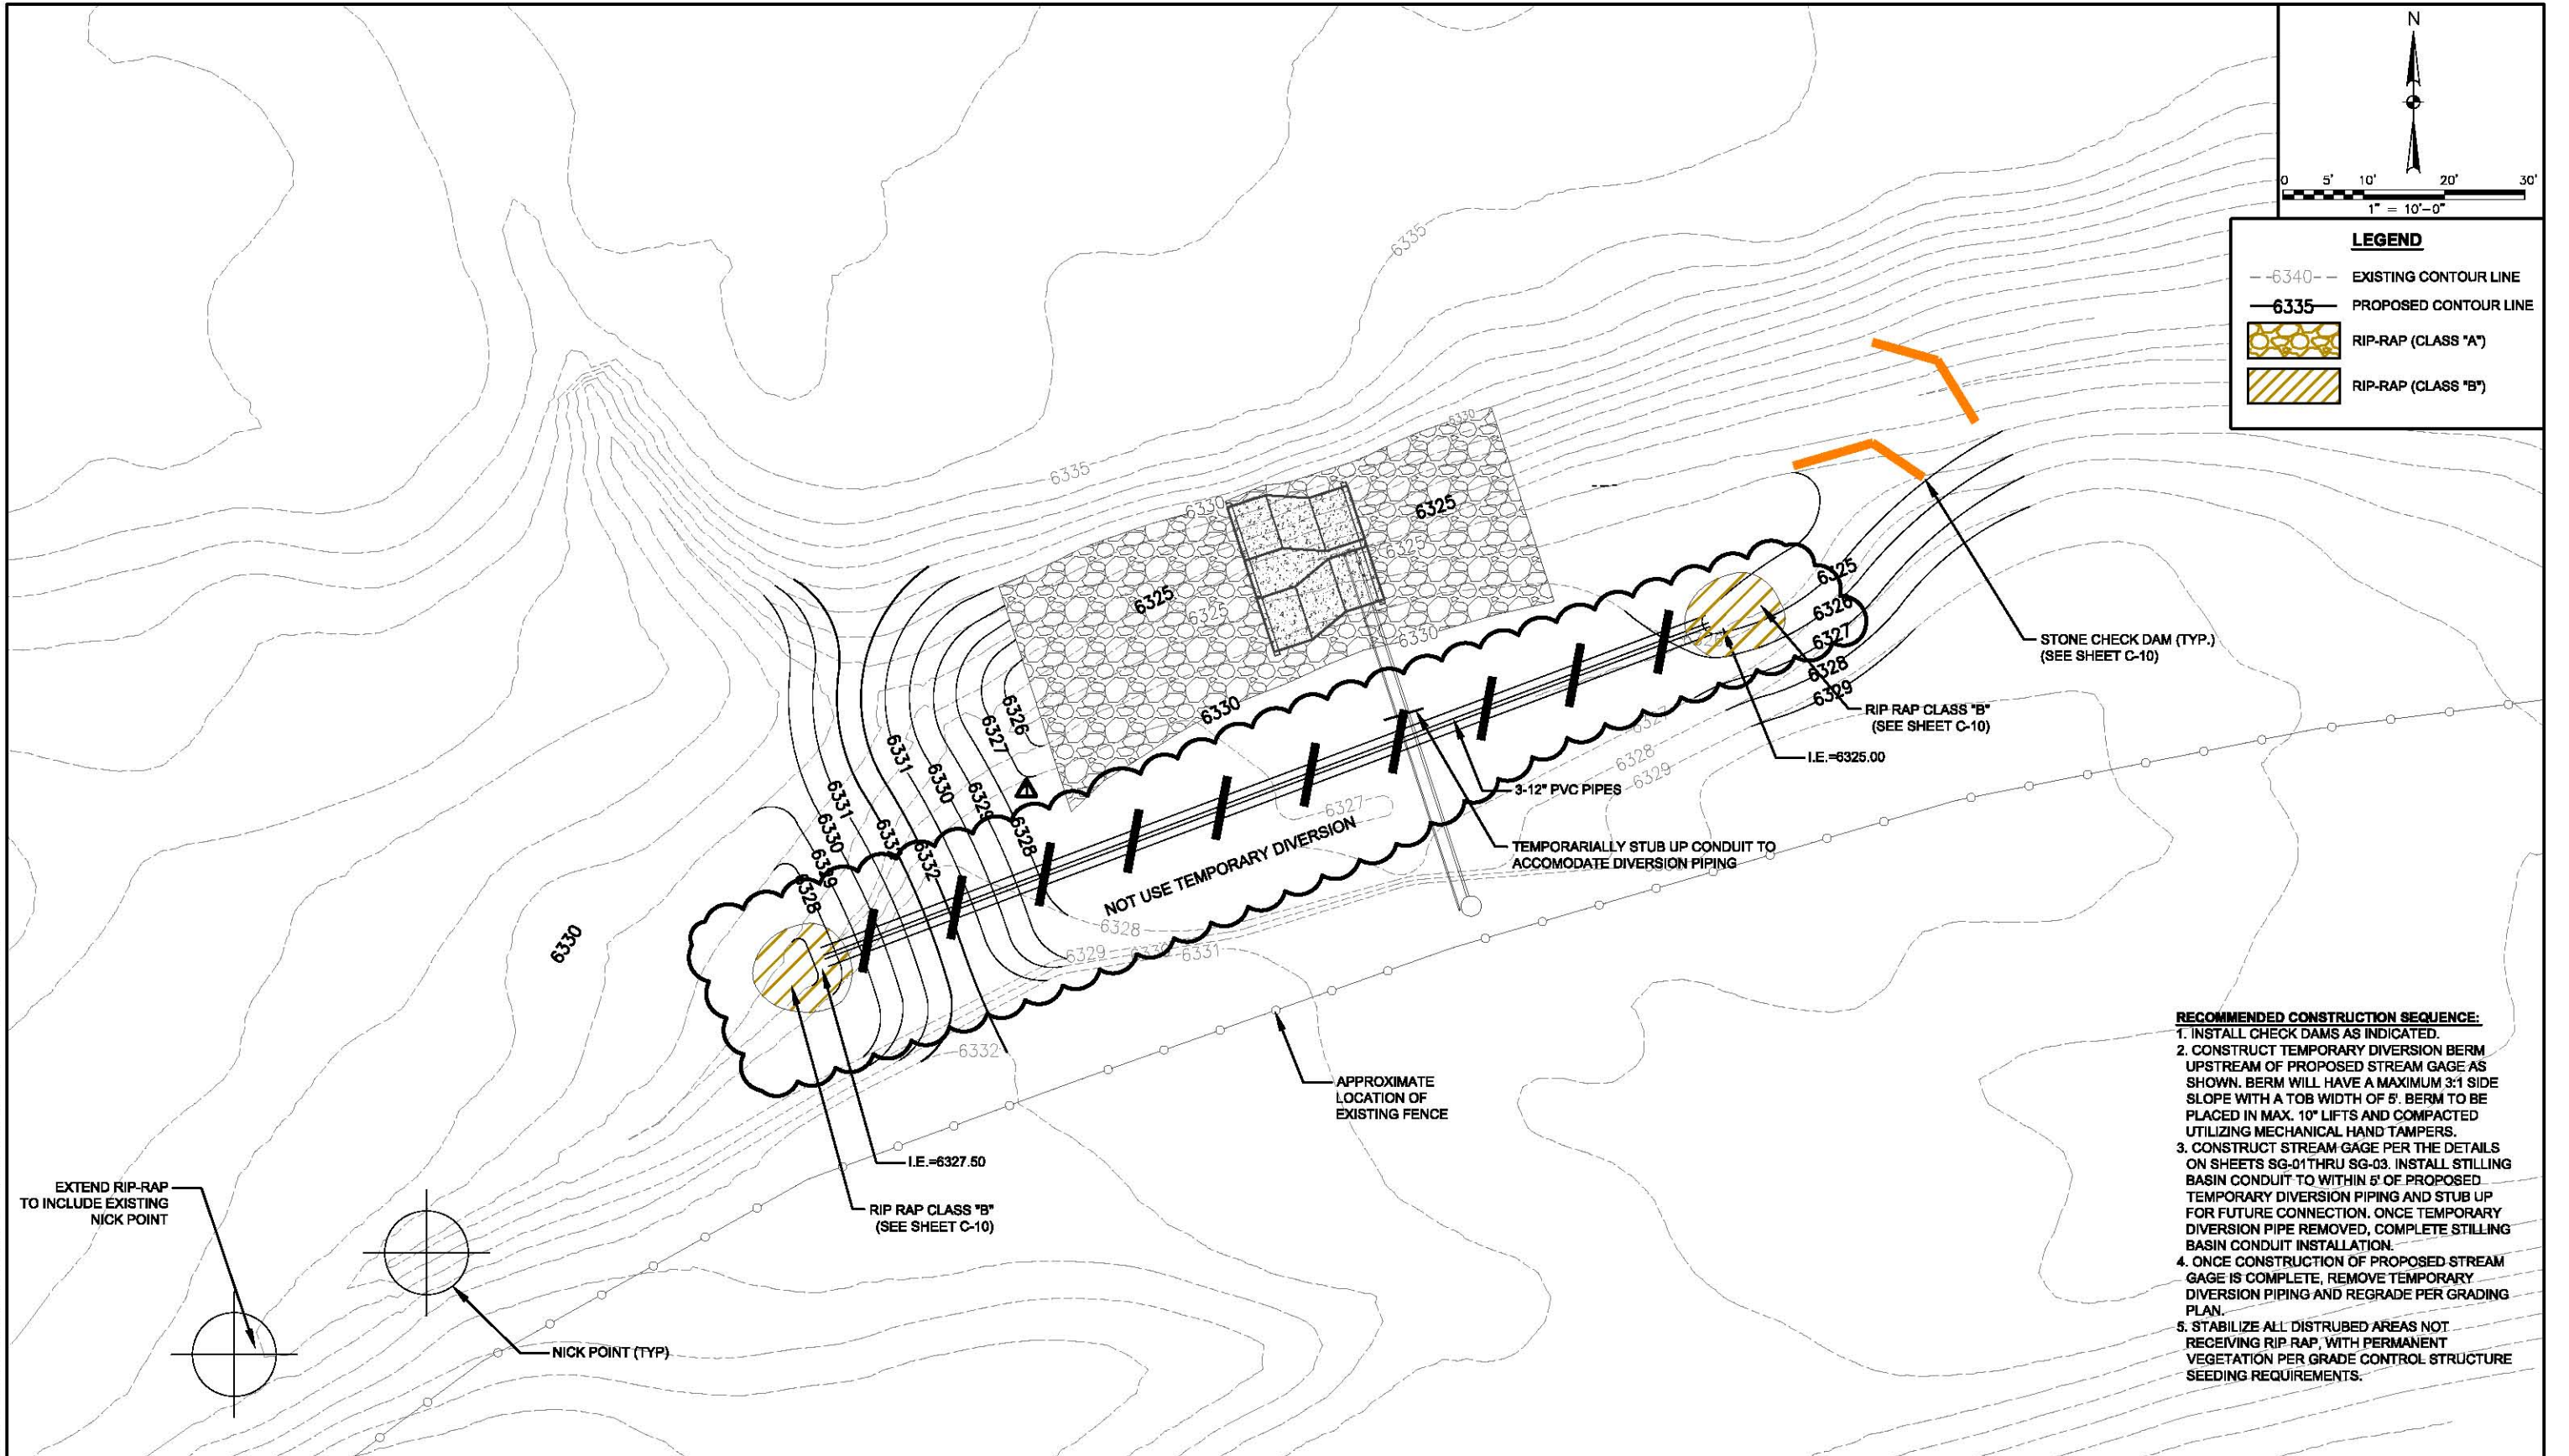 N
0 5' 10' 20' 30'
1" = 10'-0"
LEGEND
6340 EXISTING CONTOUR LINE
6335 PROPOSED CONTOUR LINE
RIP-RAP (CLASS "A")
RIP-RAP (CLASS "B")
6335
6335
6330
6330
6325
6325
6325
6325
6330
6330
6325
6326
6327
6328
6329
STONE CHECK DAM (TYP.)
(SEE SHEET C-10)
RIP RAP CLASS "B"
(SEE SHEET C-10)
I.E.=6325.00
3-12" PVC PIPES
TEMPORARIALLY STUB UP CONDUIT TO
ACCOMODATE DIVERSION PIPING
6326
6327
6328
6329
6330
6331
6332
6331
6330
6329
6328
6330
6327
6328
6329
6327
NOT USE TEMPORARY DIVERSION
6328
6329
6331
6332
APPROXIMATE
LOCATION OF
EXISTING FENCE
I.E.=6327.50
RIP RAP CLASS "B"
(SEE SHEET C-10)
EXTEND RIP-RAP
TO INCLUDE EXISTING
NICK POINT
NICK POINT (TYP)
RECOMMENDED CONSTRUCTION SEQUENCE:
1. INSTALL CHECK DAMS AS INDICATED.
2. CONSTRUCT TEMPORARY DIVERSION BERM
UPSTREAM OF PROPOSED STREAM GAGE AS
SHOWN. BERM WILL HAVE A MAXIMUM 3:1 SIDE
SLOPE WITH A TOB WIDTH OF 5'. BERM TO BE
PLACED IN MAX. 10" LIFTS AND COMPACTED
UTILIZING MECHANICAL HAND TAMPERS.
3. CONSTRUCT STREAM GAGE PER THE DETAILS
ON SHEETS SG-01THRU SG-03. INSTALL STILLING
BASIN CONDUIT TO WITHIN 5' OF PROPOSED
TEMPORARY DIVERSION PIPING AND STUB UP
FOR FUTURE CONNECTION. ONCE TEMPORARY
DIVERSION PIPE REMOVED, COMPLETE STILLING
BASIN CONDUIT INSTALLATION.
4. ONCE CONSTRUCTION OF PROPOSED STREAM
GAGE IS COMPLETE, REMOVE TEMPORARY
DIVERSION PIPING AND REGRADE PER GRADING
PLAN.
5. STABILIZE ALL DISTRUBED AREAS NOT
RECEIVING RIP RAP, WITH PERMANENT
VEGETATION PER GRADE CONTROL STRUCTURE
SEEDING REQUIREMENTS.